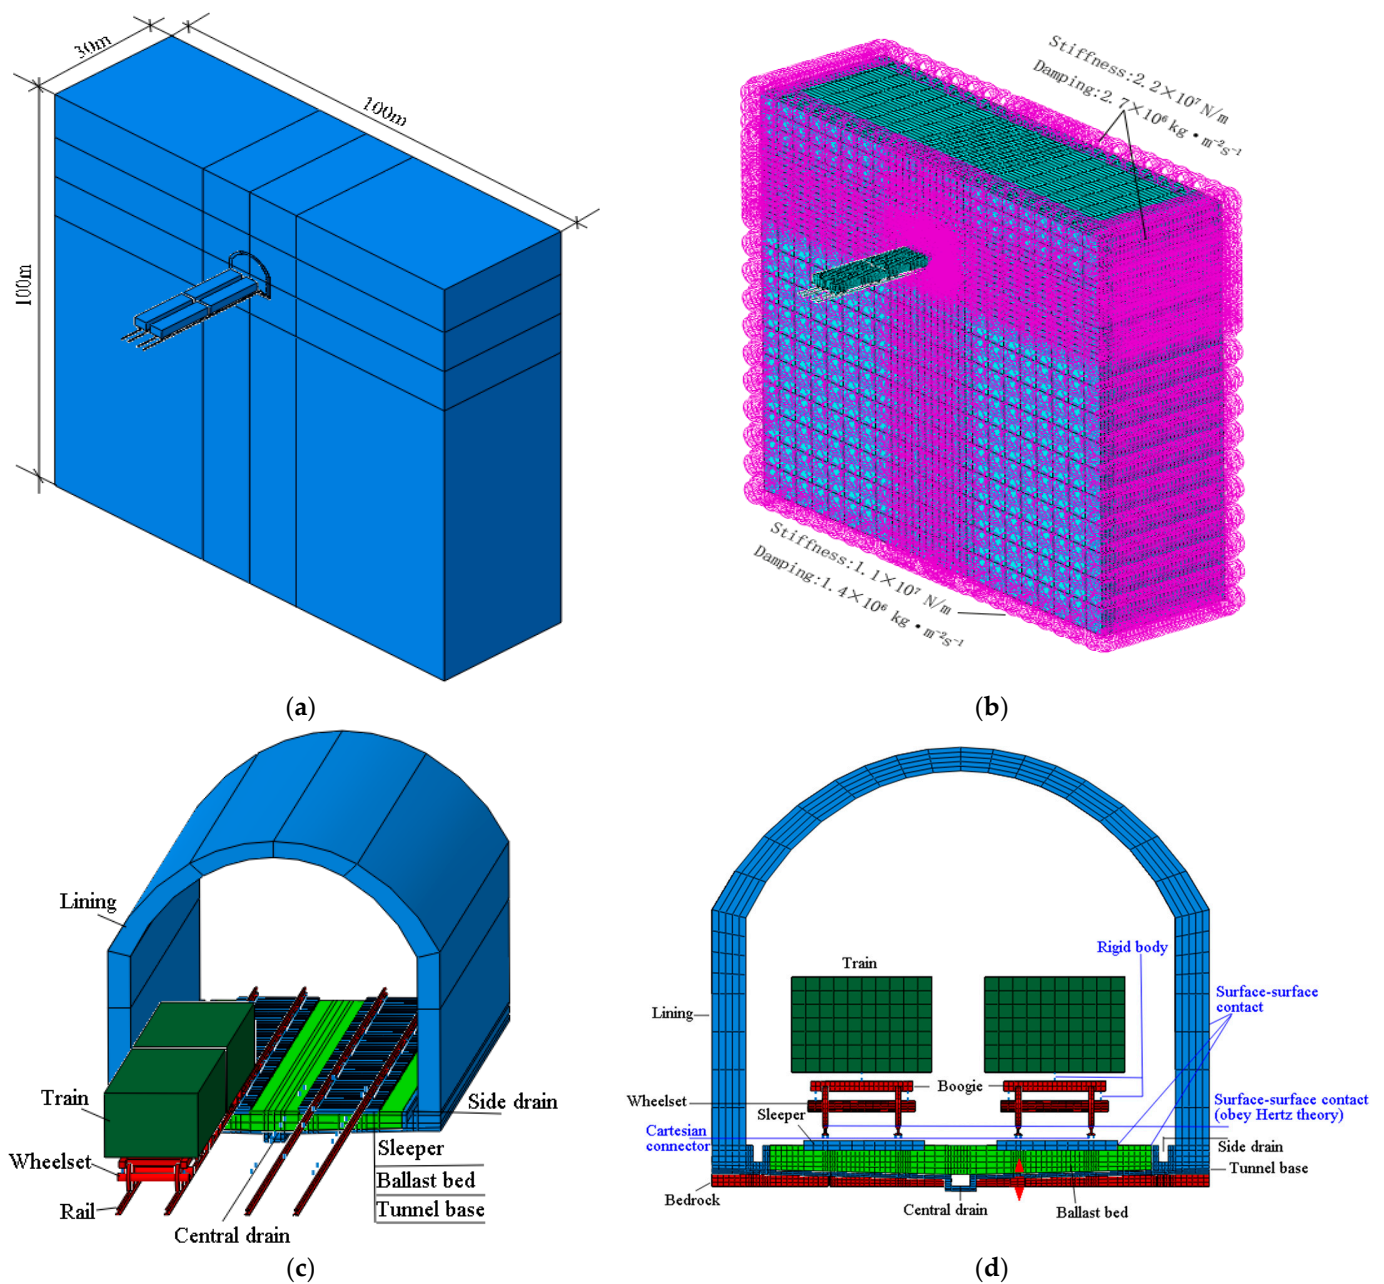 30m
100m
100m
(a)
Stiffness:2.2×10⁷ N/m
Damping:2.7×10⁶ kg•m⁻²s⁻¹
Stiffness:1.1×10⁷ N/m
Damping:1.4×10⁶ kg•m⁻²s⁻¹
(b)
Lining
Train
Wheelset
Rail
Central drain
Side drain
Sleeper
Ballast bed
Tunnel base
(c)
Rigid body
Train
Surface-surface
contact
Lining
Boogie
Wheelset
Sleeper
Surface-surface contact
(obey Hertz theory)
Cartesian
connector
Side drain
Tunnel base
Bedrock
Central drain
Ballast bed
(d)